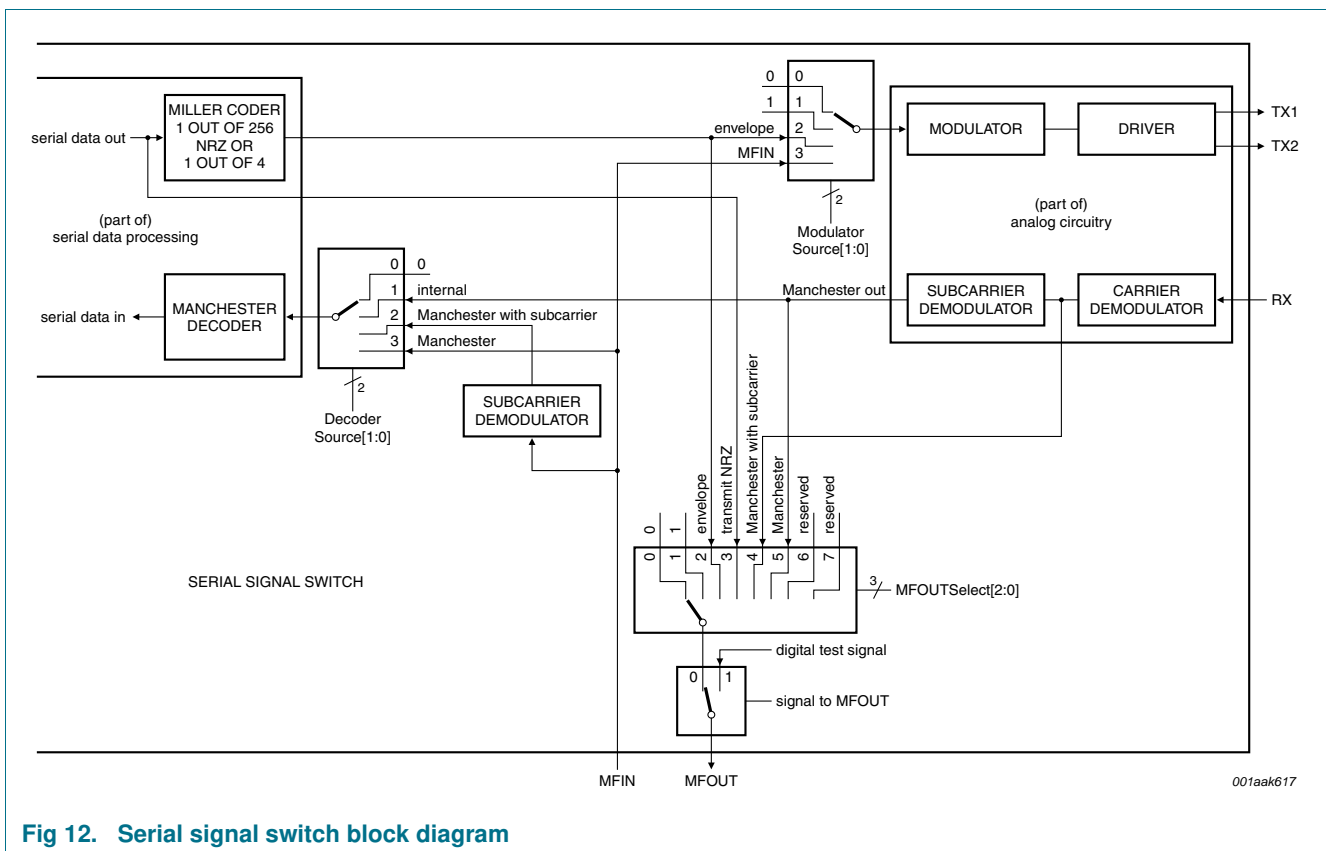 MILLER CODER
1 OUT OF 256
NRZ OR
1 OUT OF 4
serial data out
(part of)
serial data processing
0 0
1 1
envelope 2
MFIN 3
2
Modulator
Source[1:0]
MODULATOR
DRIVER
TX1
TX2
(part of)
analog circuitry
serial data in
MANCHESTER
DECODER
0 0
1 internal
2 Manchester with subcarrier
3 Manchester
2
Decoder
Source[1:0]
SUBCARRIER
DEMODULATOR
Manchester out
SUBCARRIER
DEMODULATOR
CARRIER
DEMODULATOR
RX
0
1
envelope
transmit NRZ
Manchester with subcarrier
Manchester
reserved
reserved
0 1 2 3 4 5 6 7
3
MFOUTSelect[2:0]
SERIAL SIGNAL SWITCH
digital test signal
0 1
signal to MFOUT
MFIN
MFOUT
001aak617
Fig 12. Serial signal switch block diagram